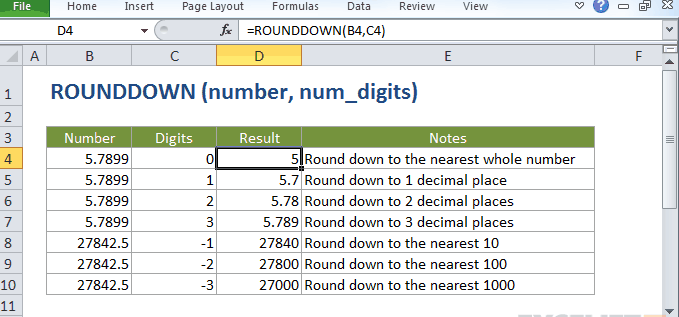 File Home Insert Page Layout Formulas Data Review View
D4 fx =ROUNDDOWN(B4,C4)
A B C D E F
1 ROUNDDOWN (number, num_digits)
2
3 Number Digits Result Notes
4 5.7899 0 5 Round down to the nearest whole number
5 5.7899 1 5.7 Round down to 1 decimal place
6 5.7899 2 5.78 Round down to 2 decimal places
7 5.7899 3 5.789 Round down to 3 decimal places
8 27842.5 -1 27840 Round down to the nearest 10
9 27842.5 -2 27800 Round down to the nearest 100
10 27842.5 -3 27000 Round down to the nearest 1000
11